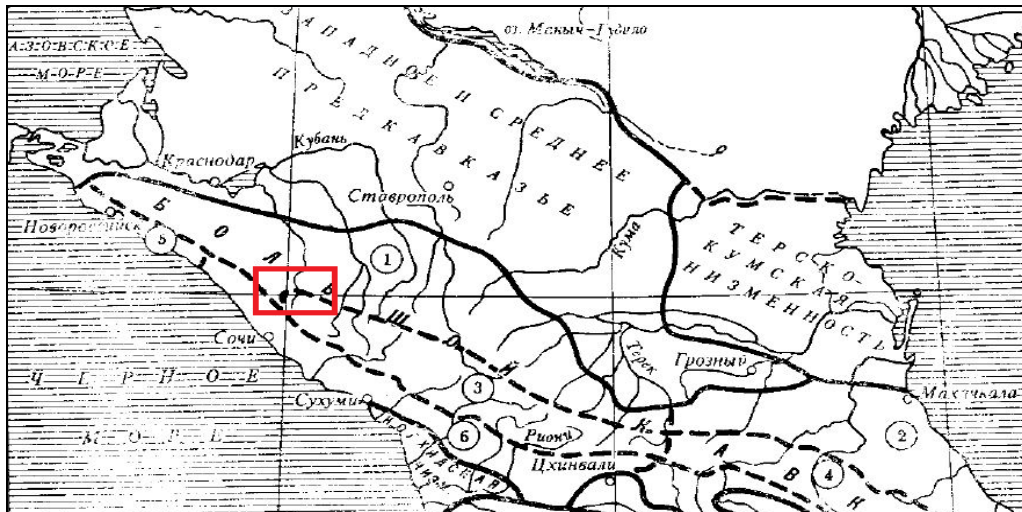 оз. Маныч-Гудило
АЗОВСКОЕ
МОРЕ
ЗАПАДНОЕ И СРЕДНЕЕ
ПРЕДКАВКАЗЬЕ
Кубань
Краснодар
Ставрополь
Новороссийск
Кума
ТЕРСКО-
КУМСКАЯ
НИЗМЕННОСТЬ
БОЛЬШОЙ КАВК
5
1
Сочи
Терек
Грозный
Махачкала
ЧЕРНОЕ
МОРЕ
3
Сухуми
6
Риони
2
Цхинвали
4